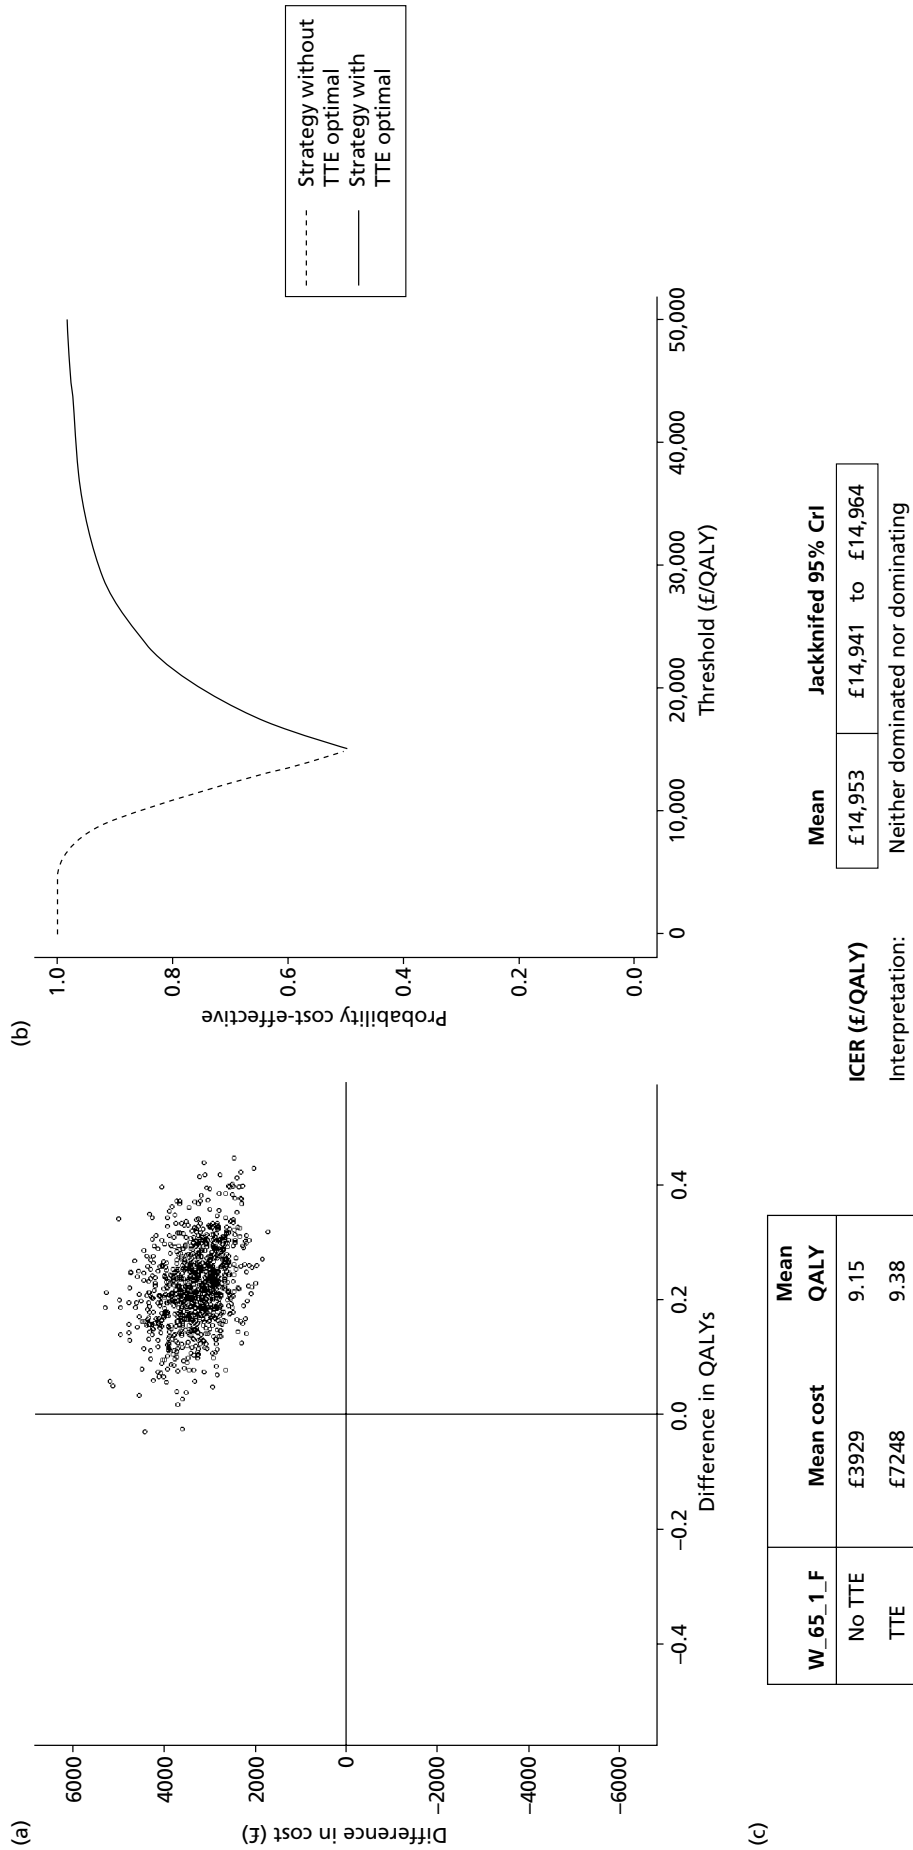 (a)
6000
4000
2000
0
−2000
−4000
−6000
Difference in cost (£)
−0.4
−0.2
0.0
0.2
0.4
Difference in QALYs
(b)
1.0
0.8
0.6
0.4
0.2
0.0
Probability cost-effective
0
10,000
20,000
30,000
40,000
50,000
Threshold (£/QALY)
Strategy without
TTE optimal
Strategy with
TTE optimal
(c)
Mean
W_65_1_F Mean cost QALY
No TTE £3929 9.15
TTE £7248 9.38
Mean Jackknifed 95% CrI
ICER (£/QALY) £14,953 £14,941 to £14,964
Interpretation: Neither dominated nor dominating